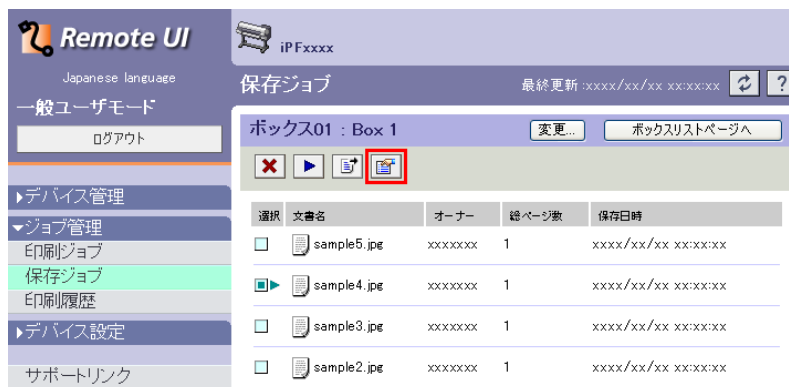 Remote UI
Japanese language
一般ユーザモード
ログアウト
▶デバイス管理
▼ジョブ管理
印刷ジョブ
保存ジョブ
印刷履歴
▶デバイス設定
サポートリンク
iPFxxxx
保存ジョブ 最終更新 :xxxx/xx/xx xx:xx:xx ?
ボックス01 : Box 1 変更... ボックスリストページへ
選択 文書名 オーナー 総ページ数 保存日時
sample5.jpg xxxxxxx 1 xxxx/xx/xx xx:xx:xx
sample4.jpg xxxxxxx 1 xxxx/xx/xx xx:xx:xx
sample3.jpg xxxxxxx 1 xxxx/xx/xx xx:xx:xx
sample2.jpg xxxxxxx 1 xxxx/xx/xx xx:xx:xx